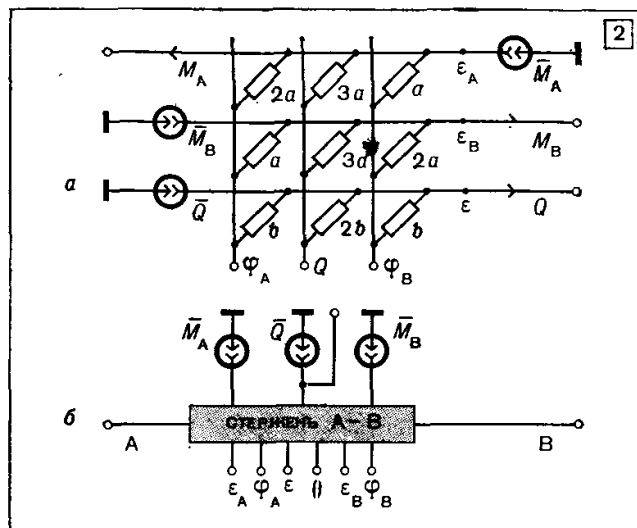 2
M_A 2a 3a a ε_A M̄_A
M̄_B a 3a 2a ε_B M_B
а Q̄ b 2b b ε Q
φ_A Q φ_B
M̄_A Q̄ M̄_B
б A СТЕРЖЕНЬ A–B B
ε_A φ_A ε θ ε_B φ_B